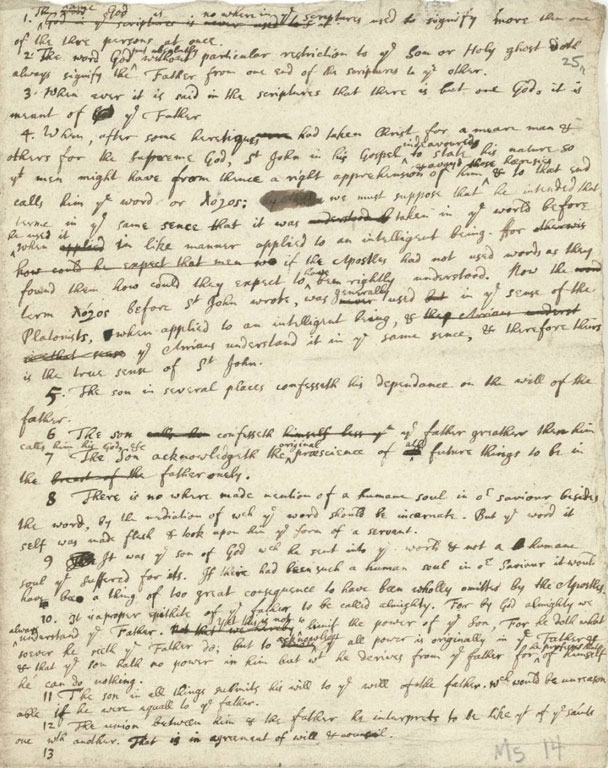 1. The name God is no where in ye scriptures used to signify more then one
of the thre persons at once.
2 The word God put absolutely without particular restriction to ye Son or Holy ghost doth
always signify the Father from one end of the scriptures to ye other.
25
3. When ever it is said in the scriptures that there is but one God, it is
meant of ye Father
4. When, after some heretiques had taken Christ for a meare man &
others for the supreme God, St John in his Gospel indeavoured to state his nature so
yt men might have from thence a right apprehension of him & avoyd those haeresies & to that end
calls him ye word or λογος: we must suppose that he intended that
terme in ye same sence that it was taken in ye world before
he used it when in like manner applied to an intelligent being. For
if the Apostles had not used words as they
found them how could they expect to have been rightly understood. Now the
term λογος before St John wrote, was generally used in ye sense of the
Platonists, when applied to an intelligent being, &
ye Arrians understand it in ye same sence, & therefore theirs
is the true sense of St John.
5. The son in several places confesseth his dependance on the will of the
father.
6 The son confesseth ye father greather then him
calls him his God, &c
7 The Son acknowledgeth the original praescience of all future things to be in
the father onely.
8 There is no where made mention of a humane soul in or saviour besides
the word, by the mediation of wch ye word should be incarnate. But ye word it
self was made flesh & took upon him ye form of a servant.
9 It was ye son of God wch he sent into ye world & not a humane
soul yt suffered for us. If there had been such a human soul in or Saviour it would
have been a thing of too great consequence to have been wholly omitted by the Apostles.
10. It is a proper epithete of ye father to be called almighty. For by God almighty we
always understand ye Father. Yet this is not to limit the power of ye Son, For he doth what
soever he seeth ye Father do; but to acknowledge yt all power is originally in ye Father
& that ye son hath no power in him but wt he derives from ye father for he professes that of himself
he can do nothing.
11 The son in all things submits his will to ye will of the father. wch would be unreason
able if he were equall to ye father.
12 The union between him & the father he interprets to be like yt of ye saints
one wth another. That is in agreement of will & counsil.
13
Ms 14